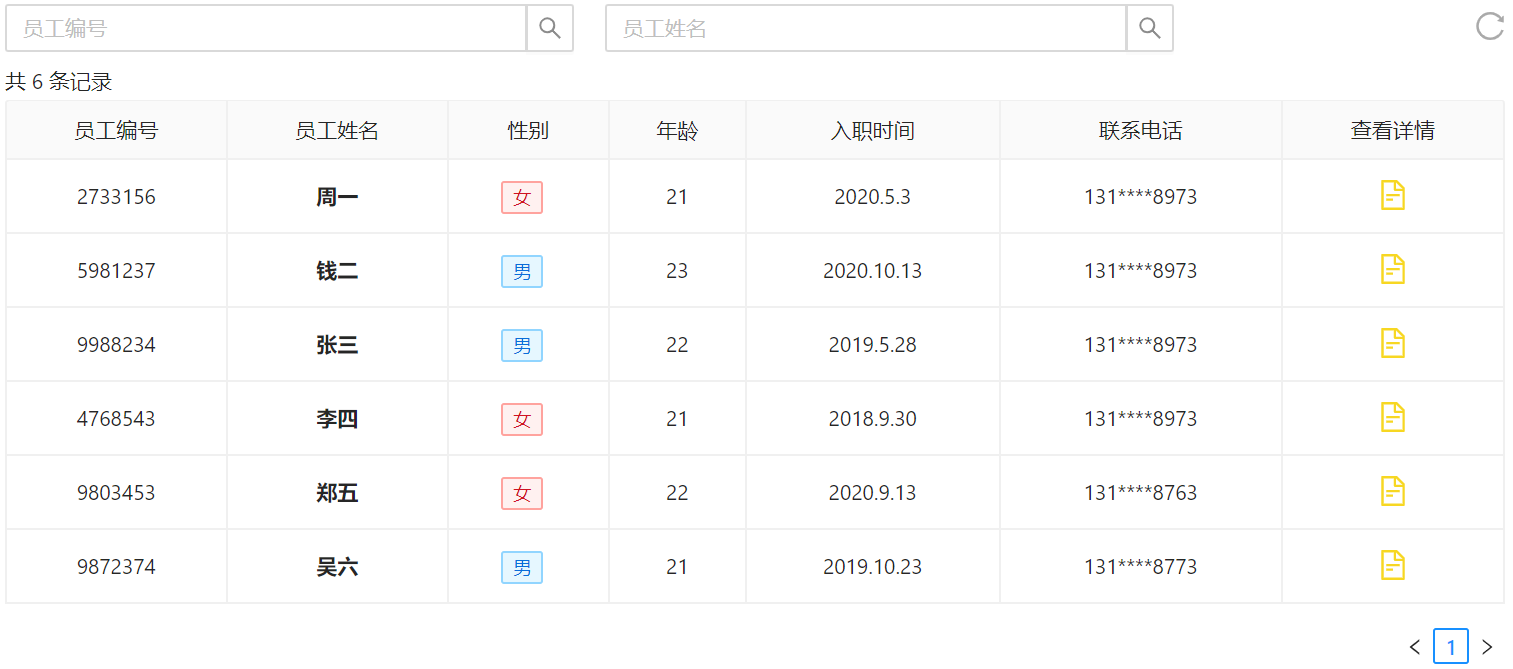 员工编号 员工姓名
共 6 条记录
员工编号 员工姓名 性别 年龄 入职时间 联系电话 查看详情
2733156 周一 女 21 2020.5.3 131****8973
5981237 钱二 男 23 2020.10.13 131****8973
9988234 张三 男 22 2019.5.28 131****8973
4768543 李四 女 21 2018.9.30 131****8973
9803453 郑五 女 22 2020.9.13 131****8763
9872374 吴六 男 21 2019.10.23 131****8773
1